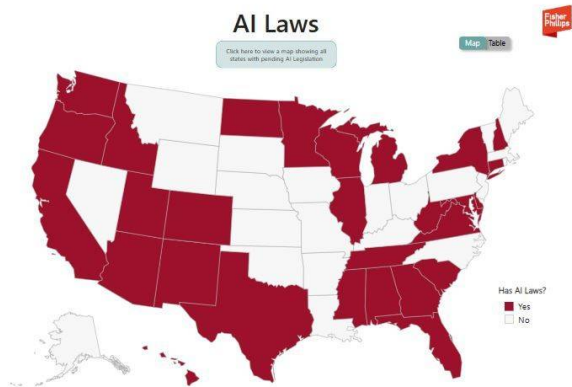 AI Laws
Fisher
Phillips
Click here to view a map showing all
states with pending AI Legislation
Map Table
Has AI Laws?
Yes
No